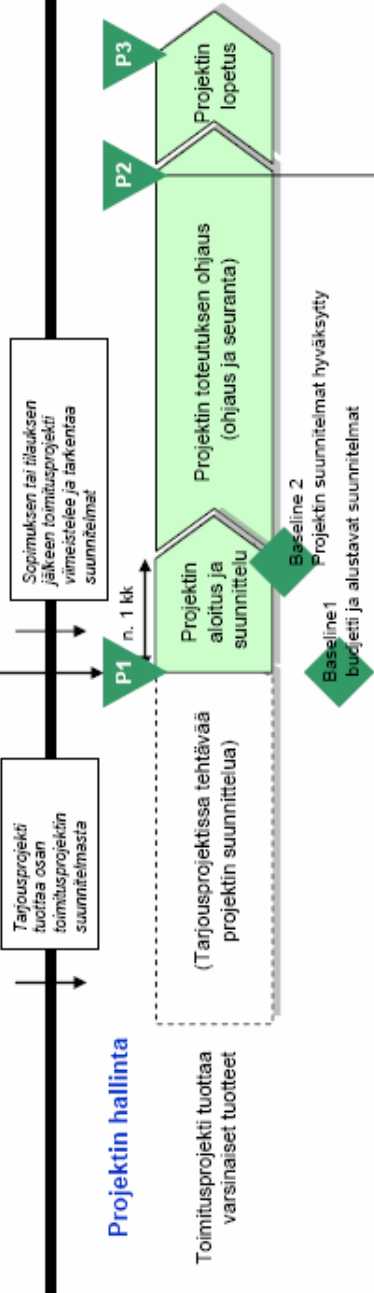 Tarjousprojekti
tuottaa osan
toimitusprojektin
suunnitelmasta
Sopimuksen tai tilauksen
jälkeen toimitusprojekti
viimeistelee ja tarkentaa
suunnitelmat
Projektin hallinta
P1
n. 1 kk
P2
P3
Toimitusprojekti tuottaa
varsinaiset tuotteet
(Tarjousprojektissa tehtävää
projektin suunnittelua)
Projektin
aloitus ja
suunnittelu
Projektin toteutuksen ohjaus
(ohjaus ja seuranta)
Projektin
lopetus
Baseline 2
Projektin suunnitelmat hyväksytty
Baseline1
budjetti ja alustavat suunnitelmat